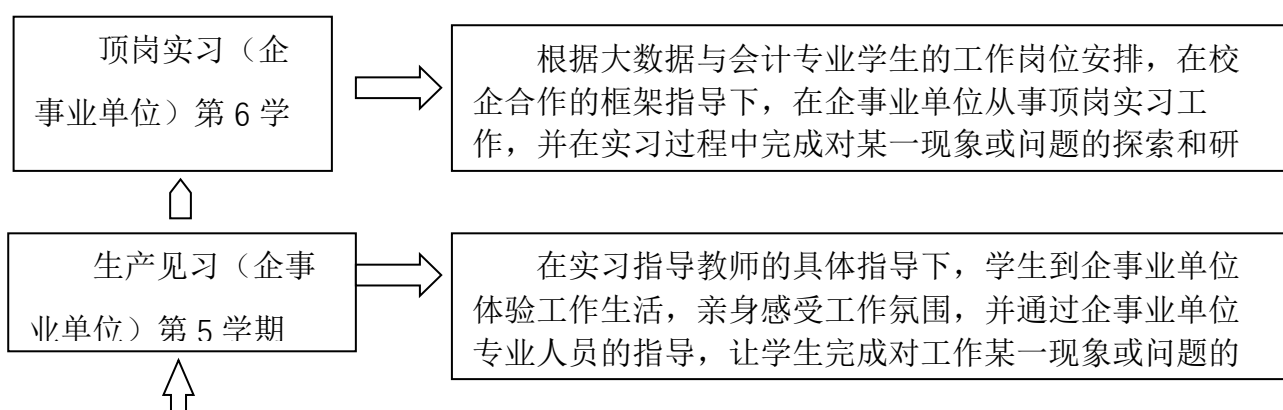 顶岗实习（企
事业单位）第 6 学
根据大数据与会计专业学生的工作岗位安排，在校
企合作的框架指导下，在企事业单位从事顶岗实习工
作，并在实习过程中完成对某一现象或问题的探索和研
生产见习（企事
业单位）第 5 学期
在实习指导教师的具体指导下，学生到企事业单位
体验工作生活，亲身感受工作氛围，并通过企事业单位
专业人员的指导，让学生完成对工作某一现象或问题的